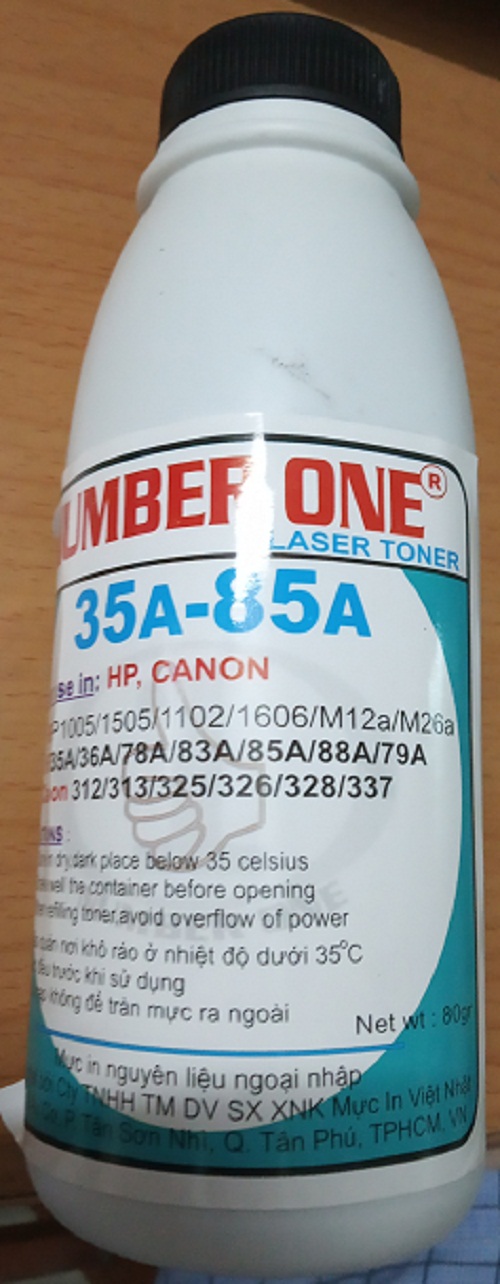 UMBER ONE®
LASER TONER
35A-85A
use in: HP, CANON
P1005/1505/1102/1606/M12a/M26a
35A/36A/78A/83A/85A/88A/79A
312/313/325/326/328/337
dry,dark place below 35 celsius
well the container before opening
refilling toner,avoid overflow of power
quản nơi khô ráo ở nhiệt độ dưới 35°C
đều trước khi sử dụng
không để tràn mực ra ngoài
Net wt : 80gr
NUMBER ONE
Mực in nguyên liệu ngoại nhập
Cty TNHH TM DV SX XNK Mực In Việt Nhật
P. Tân Sơn Nhì, Q. Tân Phú, TPHCM, VN